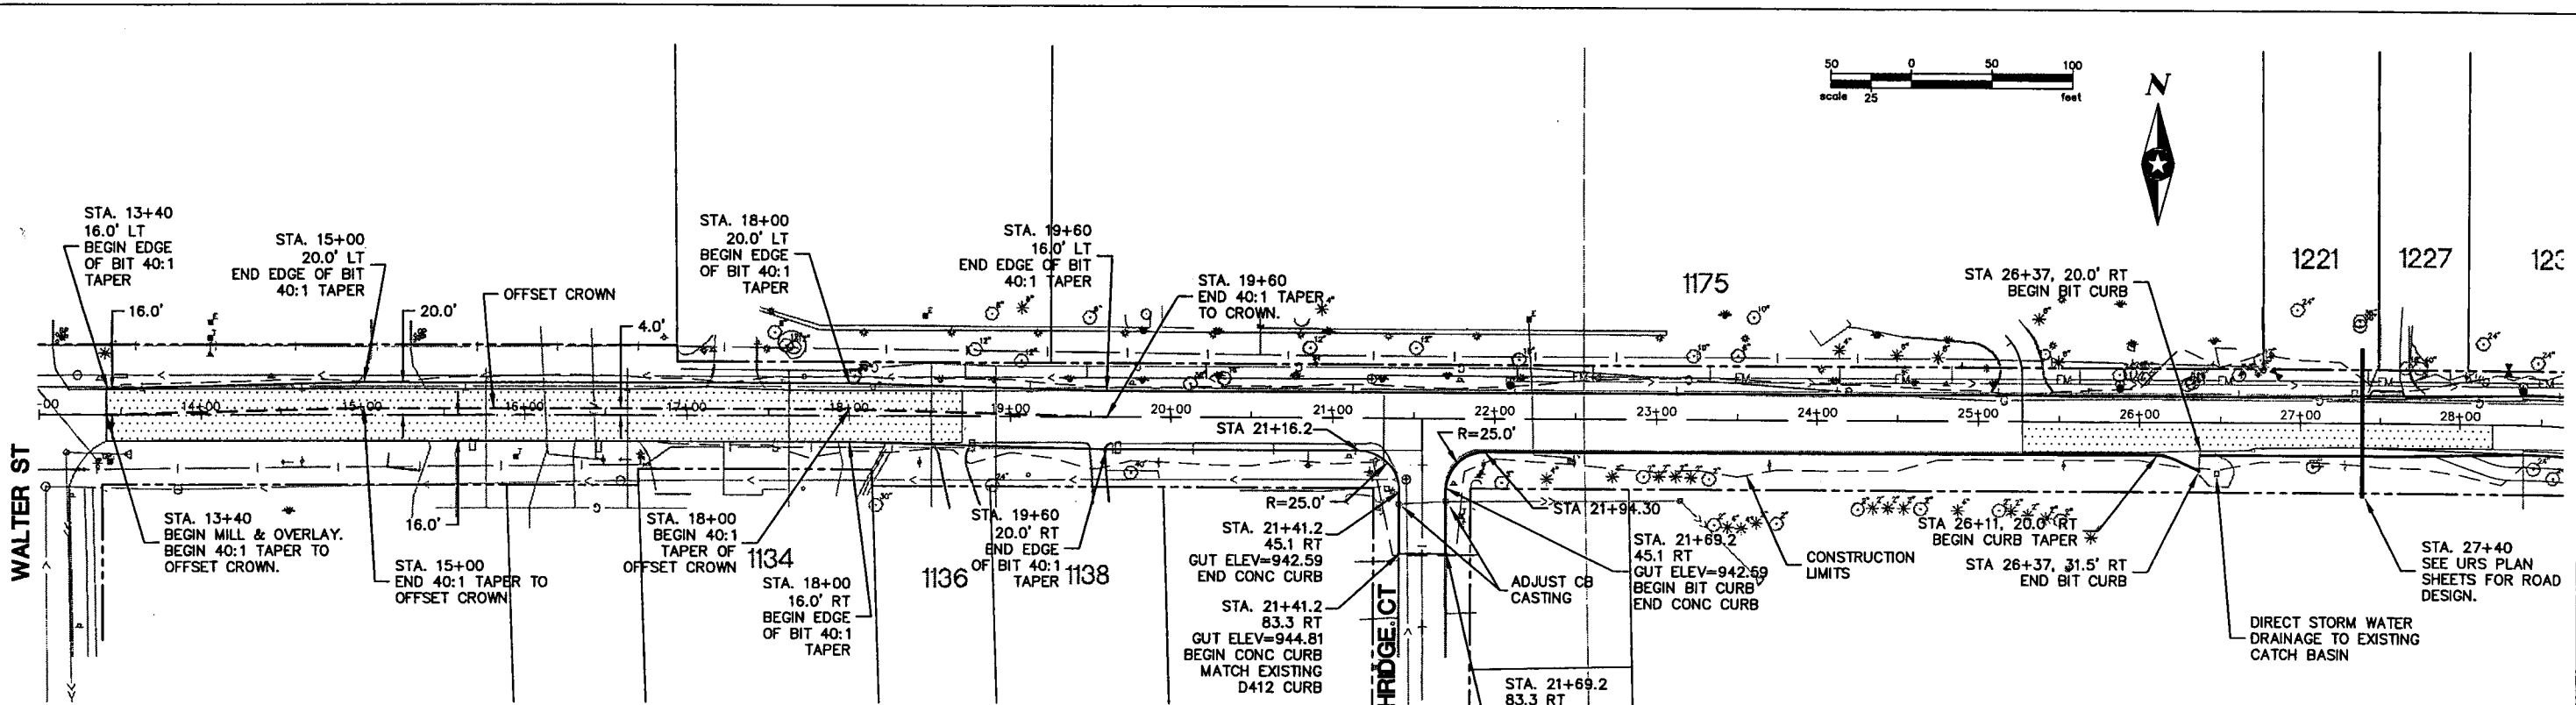 50 0 50 100
scale 25 feet
N
STA. 13+40
16.0' LT
BEGIN EDGE
OF BIT 40:1
TAPER
STA. 15+00
20.0' LT
END EDGE OF BIT
40:1 TAPER
16.0'
20.0'
OFFSET CROWN
4.0'
STA. 18+00
20.0' LT
BEGIN EDGE
OF BIT 40:1
TAPER
STA. 19+60
16.0' LT
END EDGE OF BIT
40:1 TAPER
STA. 19+60
END 40:1 TAPER
TO CROWN.
1175
STA 26+37, 20.0' RT
BEGIN BIT CURB
1221
1227
123
14+00 15+00 16+00 17+00 18+00 19+00 20+00 21+00 22+00 23+00 24+00 25+00 26+00 27+00 28+00
WALTER ST
STA. 13+40
BEGIN MILL & OVERLAY.
BEGIN 40:1 TAPER TO
OFFSET CROWN.
STA. 15+00
END 40:1 TAPER TO
OFFSET CROWN
16.0'
STA. 18+00
BEGIN 40:1
TAPER OF
OFFSET CROWN
1134
STA. 18+00
16.0' RT
BEGIN EDGE
OF BIT 40:1
TAPER
1136
STA. 19+60
20.0' RT
END EDGE
OF BIT 40:1
TAPER
1138
STA 21+16.2
R=25.0'
R=25.0'
STA. 21+41.2
45.1 RT
GUT ELEV=942.59
END CONC CURB
STA. 21+41.2
83.3 RT
GUT ELEV=944.81
BEGIN CONC CURB
MATCH EXISTING
D412 CURB
HRIDGE CT
ADJUST CB
CASTING
STA 21+94.30
STA. 21+69.2
45.1 RT
GUT ELEV=942.59
BEGIN BIT CURB
END CONC CURB
STA. 21+69.2
83.3 RT
CONSTRUCTION
LIMITS
STA 26+11, 20.0' RT
BEGIN CURB TAPER
STA 26+37, 31.5' RT
END BIT CURB
DIRECT STORM WATER
DRAINAGE TO EXISTING
CATCH BASIN
STA. 27+40
SEE URS PLAN
SHEETS FOR ROAD
DESIGN.